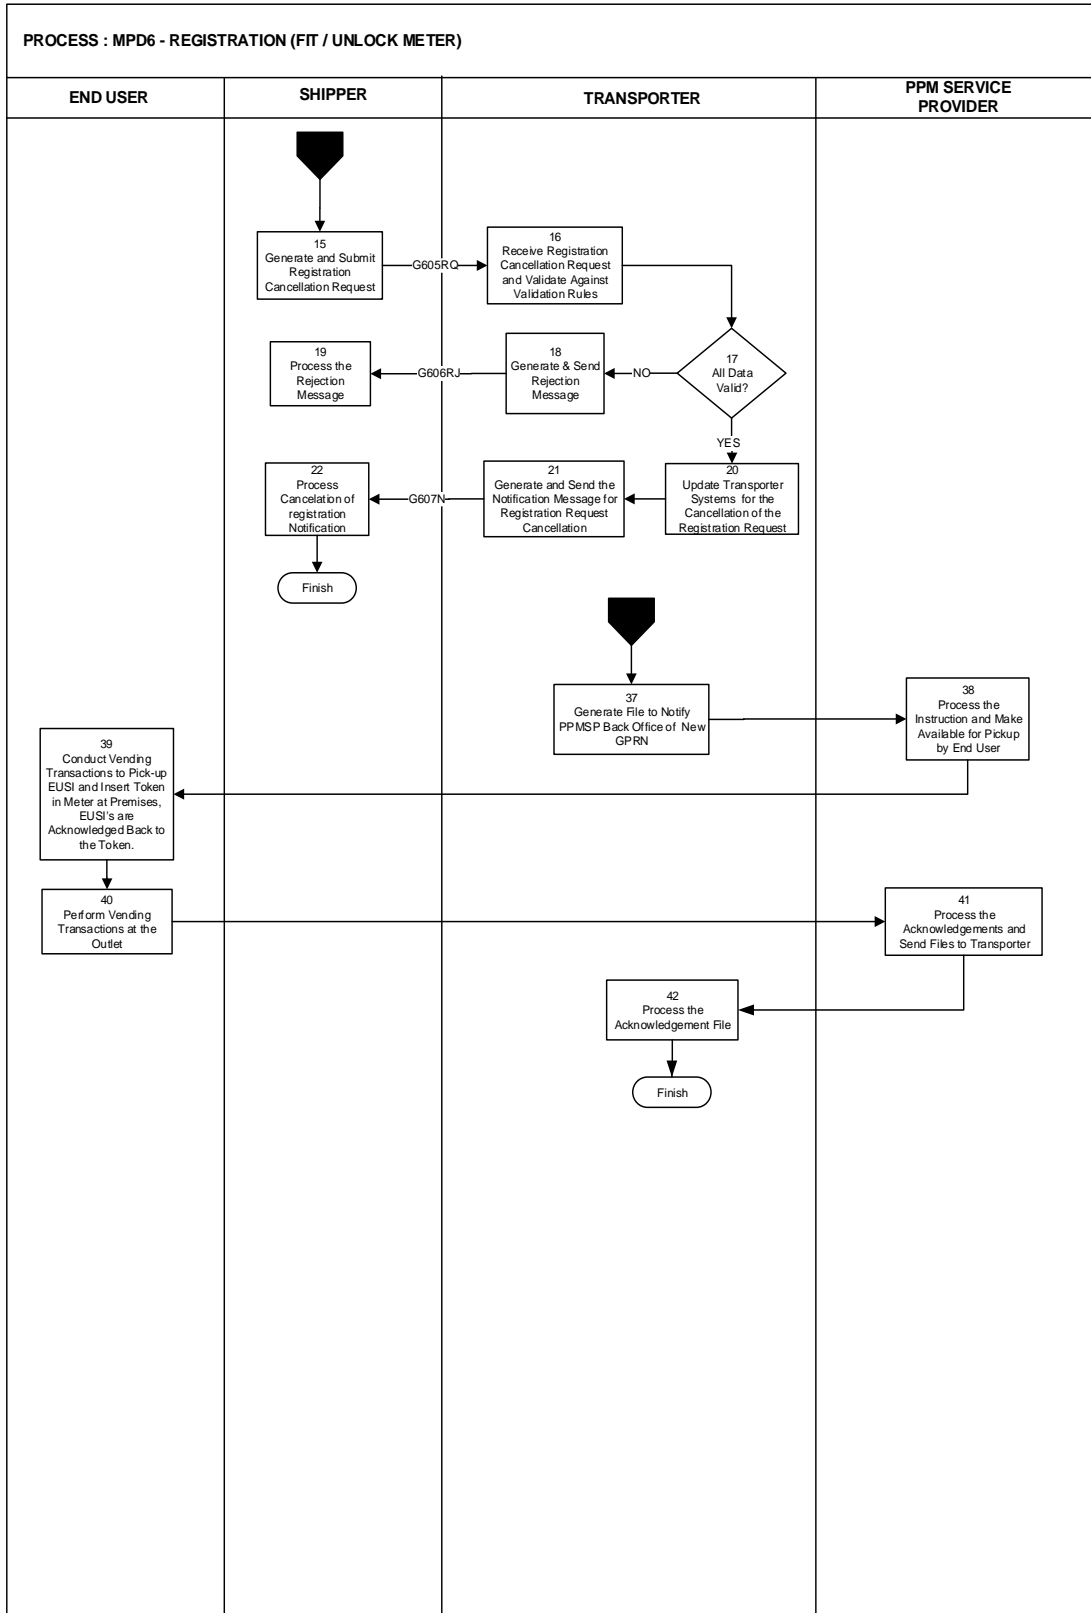 PROCESS : MPD6 - REGISTRATION (FIT / UNLOCK METER)
END USER
SHIPPER
TRANSPORTER
PPM SERVICE
PROVIDER
15
Generate and Submit
Registration
Cancellation Request
G605RQ
16
Receive Registration
Cancellation Request
and Validate Against
Validation Rules
17
All Data
Valid?
NO
18
Generate & Send
Rejection
Message
G606RJ
19
Process the
Rejection
Message
YES
20
Update Transporter
Systems for the
Cancellation of the
Registration Request
21
Generate and Send the
Notification Message for
Registration Request
Cancellation
G607N
22
Process
Cancelation of
registration
Notification
Finish
37
Generate File to Notify
PPMSP Back Office of New
GPRN
38
Process the
Instruction and Make
Available for Pickup
by End User
39
Conduct Vending
Transactions to Pick-up
EUSI and Insert Token
in Meter at Premises,
EUSI's are
Acknowledged Back to
the Token.
40
Perform Vending
Transactions at the
Outlet
41
Process the
Acknowledgements and
Send Files to Transporter
42
Process the
Acknowledgement File
Finish